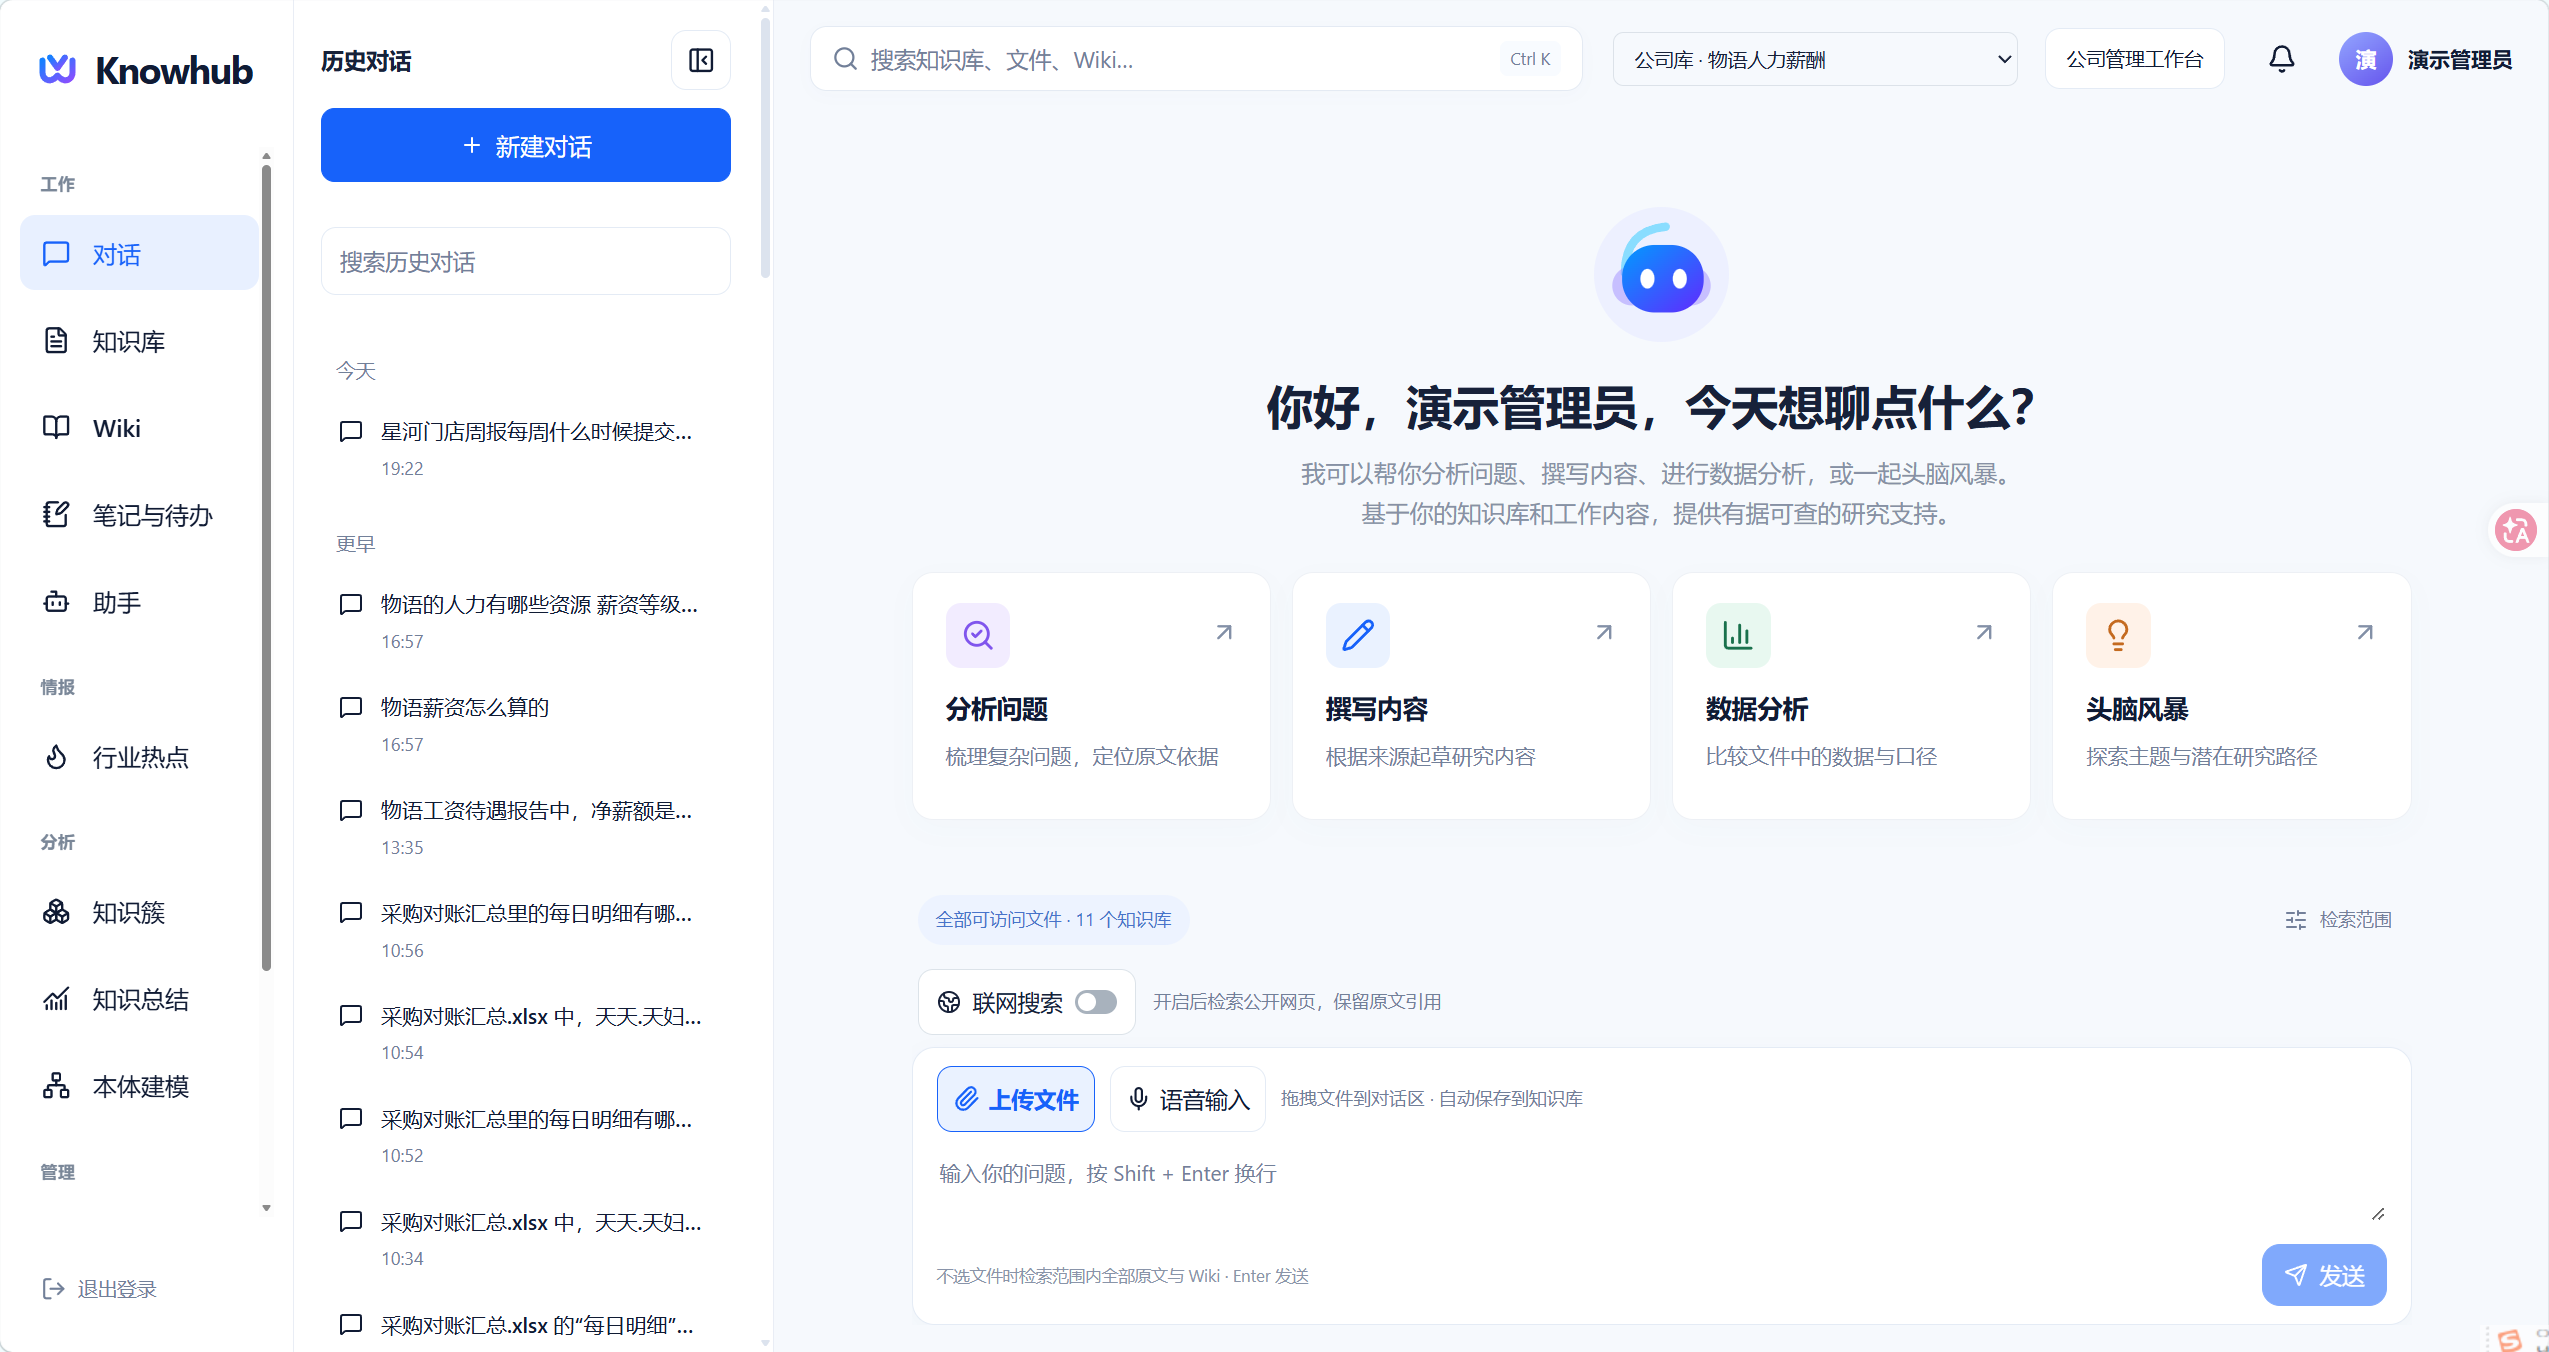 Knowhub
工作
对话
知识库
Wiki
笔记与待办
助手
情报
行业热点
分析
知识簇
知识总结
本体建模
管理
退出登录
历史对话
+ 新建对话
搜索历史对话
今天
星河门店周报每周什么时候提交...
19:22
更早
物语的人力有哪些资源 薪资等级...
16:57
物语薪资怎么算的
16:57
物语工资待遇报告中，净薪额是...
13:35
采购对账汇总里的每日明细有哪...
10:56
采购对账汇总.xlsx 中，天天.天妇...
10:54
采购对账汇总里的每日明细有哪...
10:52
采购对账汇总.xlsx 中，天天.天妇...
10:34
采购对账汇总.xlsx 的“每日明细”...
搜索知识库、文件、Wiki... Ctrl K
公司库 · 物语人力薪酬
公司管理工作台
演 演示管理员
你好，演示管理员，今天想聊点什么？
我可以帮你分析问题、撰写内容、进行数据分析，或一起头脑风暴。
基于你的知识库和工作内容，提供有据可查的研究支持。
分析问题
梳理复杂问题，定位原文依据
撰写内容
根据来源起草研究内容
数据分析
比较文件中的数据与口径
头脑风暴
探索主题与潜在研究路径
全部可访问文件 · 11 个知识库
检索范围
联网搜索 开启后检索公开网页，保留原文引用
上传文件 语音输入 拖拽文件到对话区 · 自动保存到知识库
输入你的问题，按 Shift + Enter 换行
不选文件时检索范围内全部原文与 Wiki · Enter 发送
发送